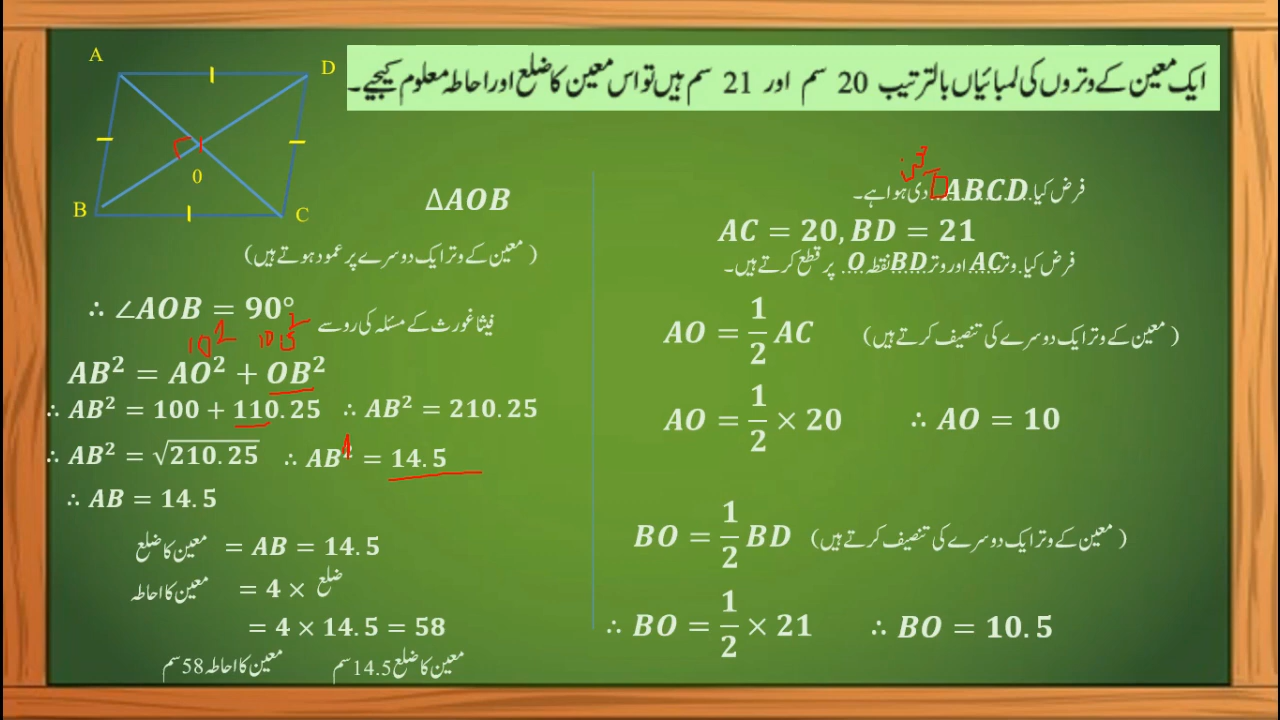 ایک معین کے وتروں کی لمبائیاں بالترتیب 20 سم اور 21 سم ہیں تو اس معین کا ضلع اور احاطہ معلوم کیجیے۔
A
D
B
C
0
فرض کیا...□ABCD...دی ہوا ہے۔
AC = 20, BD = 21
فرض کیا.وتر AC اور وتر BD نقطہ O پر قطع کرتے ہیں۔
AO = 1/2 AC (معین کے وتر ایک دوسرے کی تنصیف کرتے ہیں)
AO = 1/2 × 20 ∴ AO = 10
BO = 1/2 BD (معین کے وتر ایک دوسرے کی تنصیف کرتے ہیں)
∴ BO = 1/2 × 21 ∴ BO = 10.5
ΔAOB
(معین کے وتر ایک دوسرے پر عمود ہوتے ہیں)
∴ ∠AOB = 90°
فیثاغورث کے مسئلہ کی رو سے
10² 10.5²
AB² = AO² + OB²
∴ AB² = 100 + 110.25 ∴ AB² = 210.25
∴ AB² = √210.25 ∴ AB² = 14.5
∴ AB = 14.5
معین کا ضلع = AB = 14.5
معین کا احاطہ = 4 × ضلع
= 4 × 14.5 = 58
معین کا ضلع 14.5 سم معین کا احاطہ 58 سم